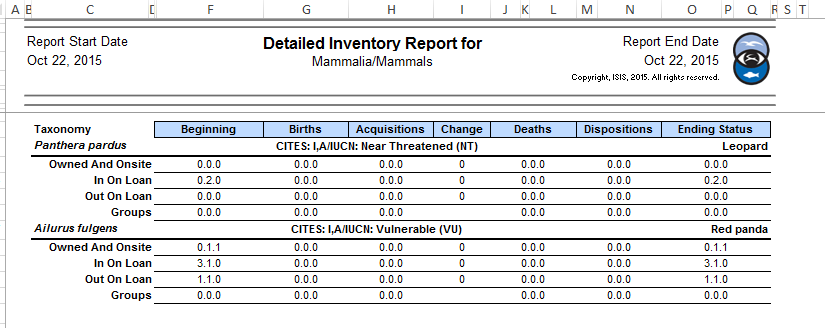 A B C E F G H I J K L M N O P Q R S T
Report Start Date Detailed Inventory Report for Report End Date
Oct 22, 2015 Mammalia/Mammals Oct 22, 2015
Copyright, ISIS, 2015. All rights reserved.
Taxonomy Beginning Births Acquisitions Change Deaths Dispositions Ending Status
Panthera pardus CITES: I,A/IUCN: Near Threatened (NT) Leopard
Owned And Onsite 0.0.0 0.0.0 0.0.0 0 0.0.0 0.0.0 0.0.0
In On Loan 0.2.0 0.0.0 0.0.0 0 0.0.0 0.0.0 0.2.0
Out On Loan 0.0.0 0.0.0 0.0.0 0 0.0.0 0.0.0 0.0.0
Groups 0.0.0 0.0.0 0.0.0 0.0.0 0.0.0 0.0.0
Ailurus fulgens CITES: I,A/IUCN: Vulnerable (VU) Red panda
Owned And Onsite 0.1.1 0.0.0 0.0.0 0 0.0.0 0.0.0 0.1.1
In On Loan 3.1.0 0.0.0 0.0.0 0 0.0.0 0.0.0 3.1.0
Out On Loan 1.1.0 0.0.0 0.0.0 0 0.0.0 0.0.0 1.1.0
Groups 0.0.0 0.0.0 0.0.0 0.0.0 0.0.0 0.0.0